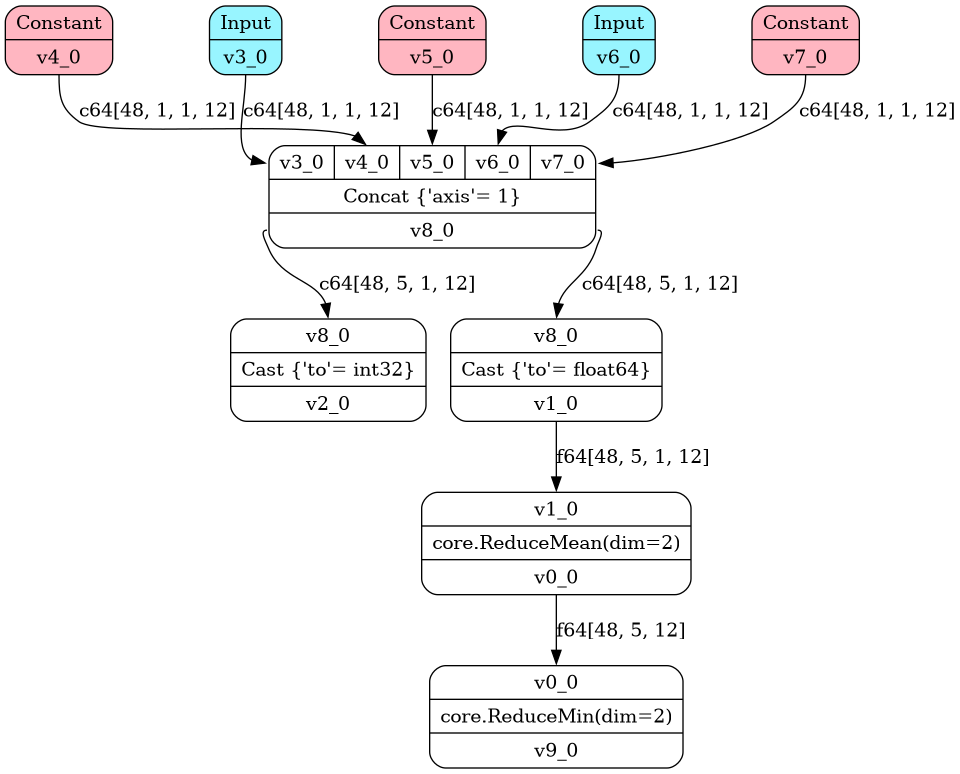 Constant
v4_0
Input
v3_0
Constant
v5_0
Input
v6_0
Constant
v7_0
c64[48, 1, 1, 12]
c64[48, 1, 1, 12]
c64[48, 1, 1, 12]
c64[48, 1, 1, 12]
c64[48, 1, 1, 12]
v3_0 v4_0 v5_0 v6_0 v7_0
Concat {'axis'= 1}
v8_0
c64[48, 5, 1, 12]
c64[48, 5, 1, 12]
v8_0
Cast {'to'= int32}
v2_0
v8_0
Cast {'to'= float64}
v1_0
f64[48, 5, 1, 12]
v1_0
core.ReduceMean(dim=2)
v0_0
f64[48, 5, 12]
v0_0
core.ReduceMin(dim=2)
v9_0